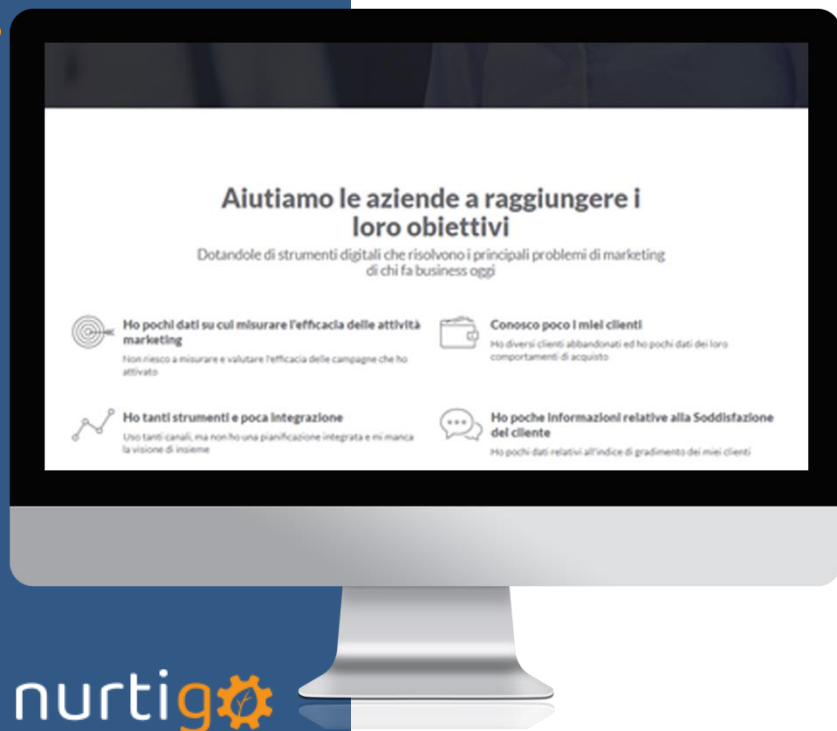 Aiutiamo le aziende a raggiungere i
loro obiettivi
Dotandole di strumenti digitali che risolvono i principali problemi di marketing
di chi fa business oggi
Ho pochi dati su cui misurare l'efficacia delle attività
marketing
Non riesco a misurare e valutare l'efficacia delle campagne che ho
attivato
Conosco poco i miei clienti
Ho diversi clienti abbandonati ed ho pochi dati dei loro
comportamenti di acquisto
Ho tanti strumenti e poca integrazione
Uso tanti canali, ma non ho una pianificazione integrata e mi manca
la visione di insieme
Ho poche informazioni relative alla Soddisfazione
del cliente
Ho pochi dati relativi all'indice di gradimento dei miei clienti
nurtigo